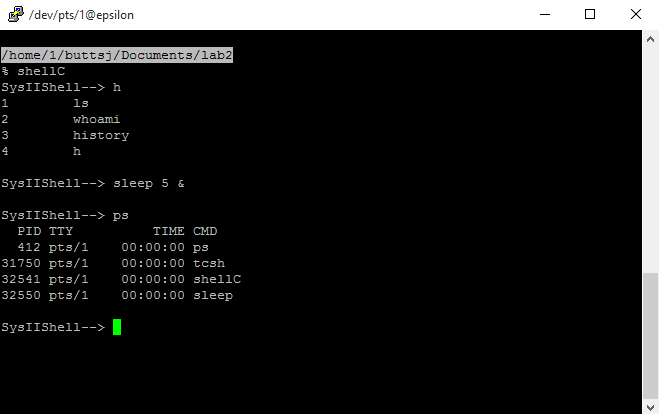 /dev/pts/1@epsilon
/home/1/buttsj/Documents/lab2
% shellC
SysIIShell--> h
1        ls
2        whoami
3        history
4        h
SysIIShell--> sleep 5 &
SysIIShell--> ps
  PID TTY          TIME CMD
  412 pts/1    00:00:00 ps
31750 pts/1    00:00:00 tcsh
32541 pts/1    00:00:00 shellC
32550 pts/1    00:00:00 sleep
SysIIShell-->